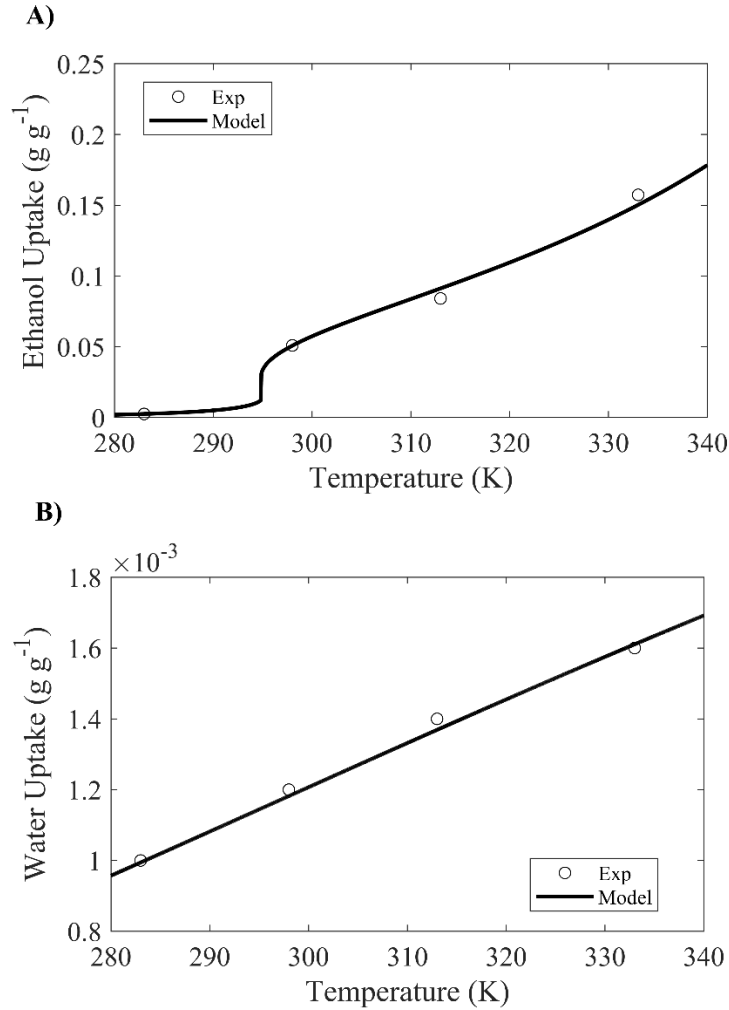 A)
0.25
0.2
0.15
0.1
0.05
0
Ethanol Uptake (g g⁻¹)
Exp
Model
280 290 300 310 320 330 340
Temperature (K)
B)
×10⁻³
1.8
1.6
1.4
1.2
1
0.8
Water Uptake (g g⁻¹)
Exp
Model
280 290 300 310 320 330 340
Temperature (K)